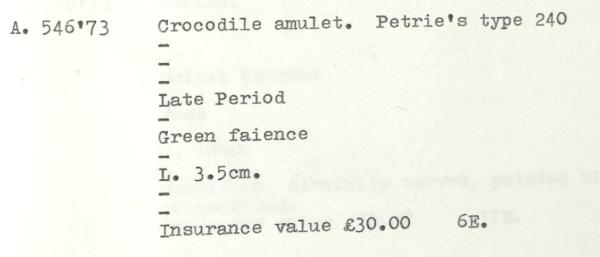 A. 546'73 Crocodile amulet. Petrie's type 240
-
-
-
Late Period
-
Green faience
-
L. 3.5cm.
-
-
Insurance value £30.00 6E.